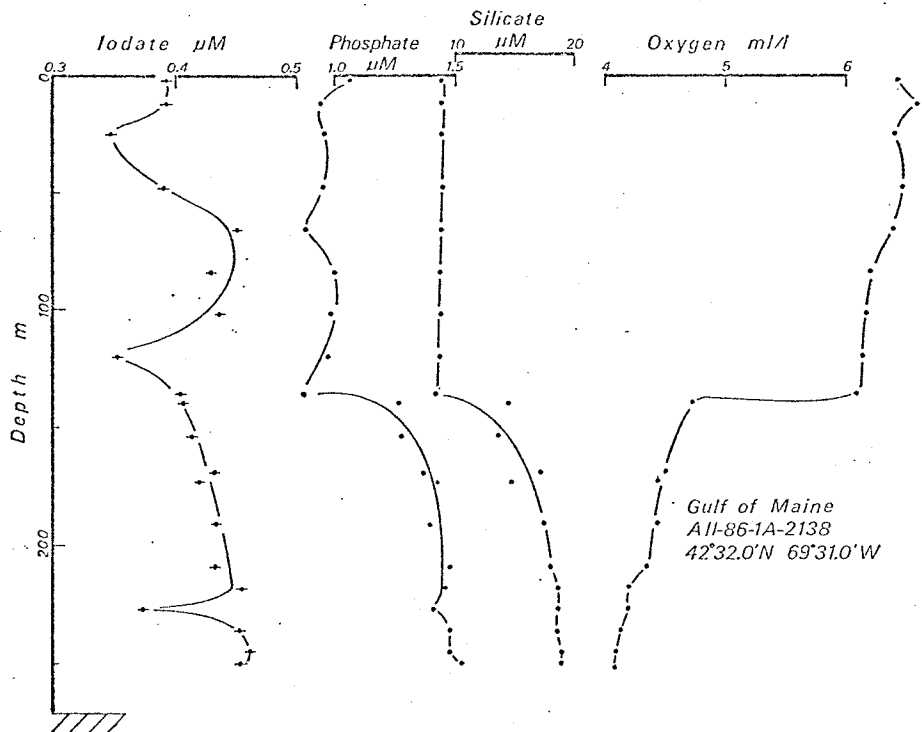 Silicate
Iodate μM
Phosphate
μM
μM
Oxygen ml/l
10
20
0.3
0.4
0.5
1.0
1.5
4
5
6
0
100
200
Depth m
Gulf of Maine
AII-86-1A-2138
42°32.0'N 69°31.0'W